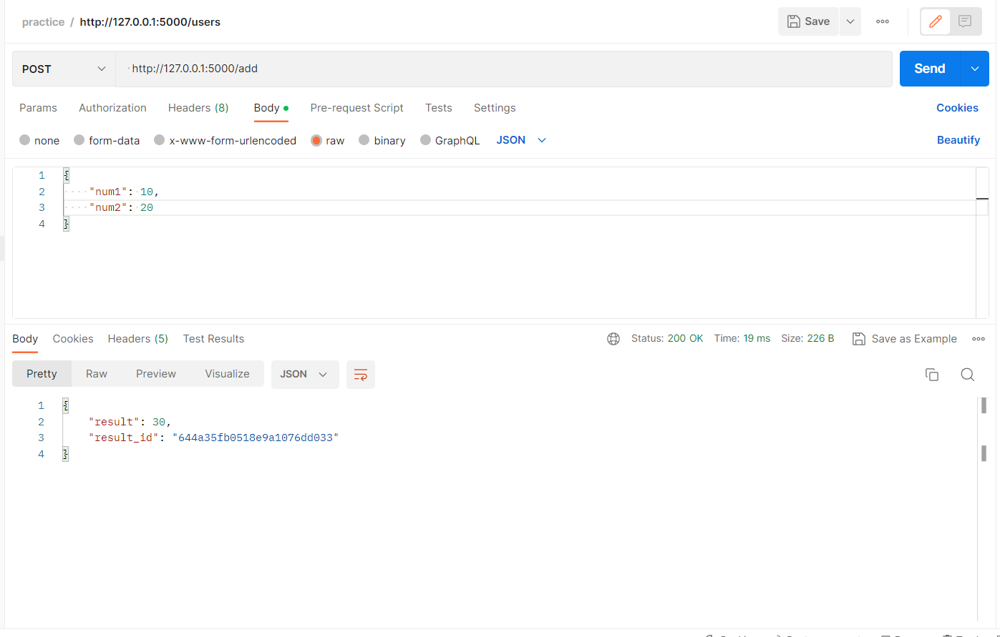 practice / http://127.0.0.1:5000/users
Save
POST
http://127.0.0.1:5000/add
Send
Params Authorization Headers (8) Body Pre-request Script Tests Settings Cookies
none form-data x-www-form-urlencoded raw binary GraphQL JSON Beautify
1 {
2 "num1": 10,
3 "num2": 20
4 }
Body Cookies Headers (5) Test Results Status: 200 OK Time: 19 ms Size: 226 B Save as Example
Pretty Raw Preview Visualize JSON
1 {
2 "result": 30,
3 "result_id": "644a35fb0518e9a1076dd033"
4 }